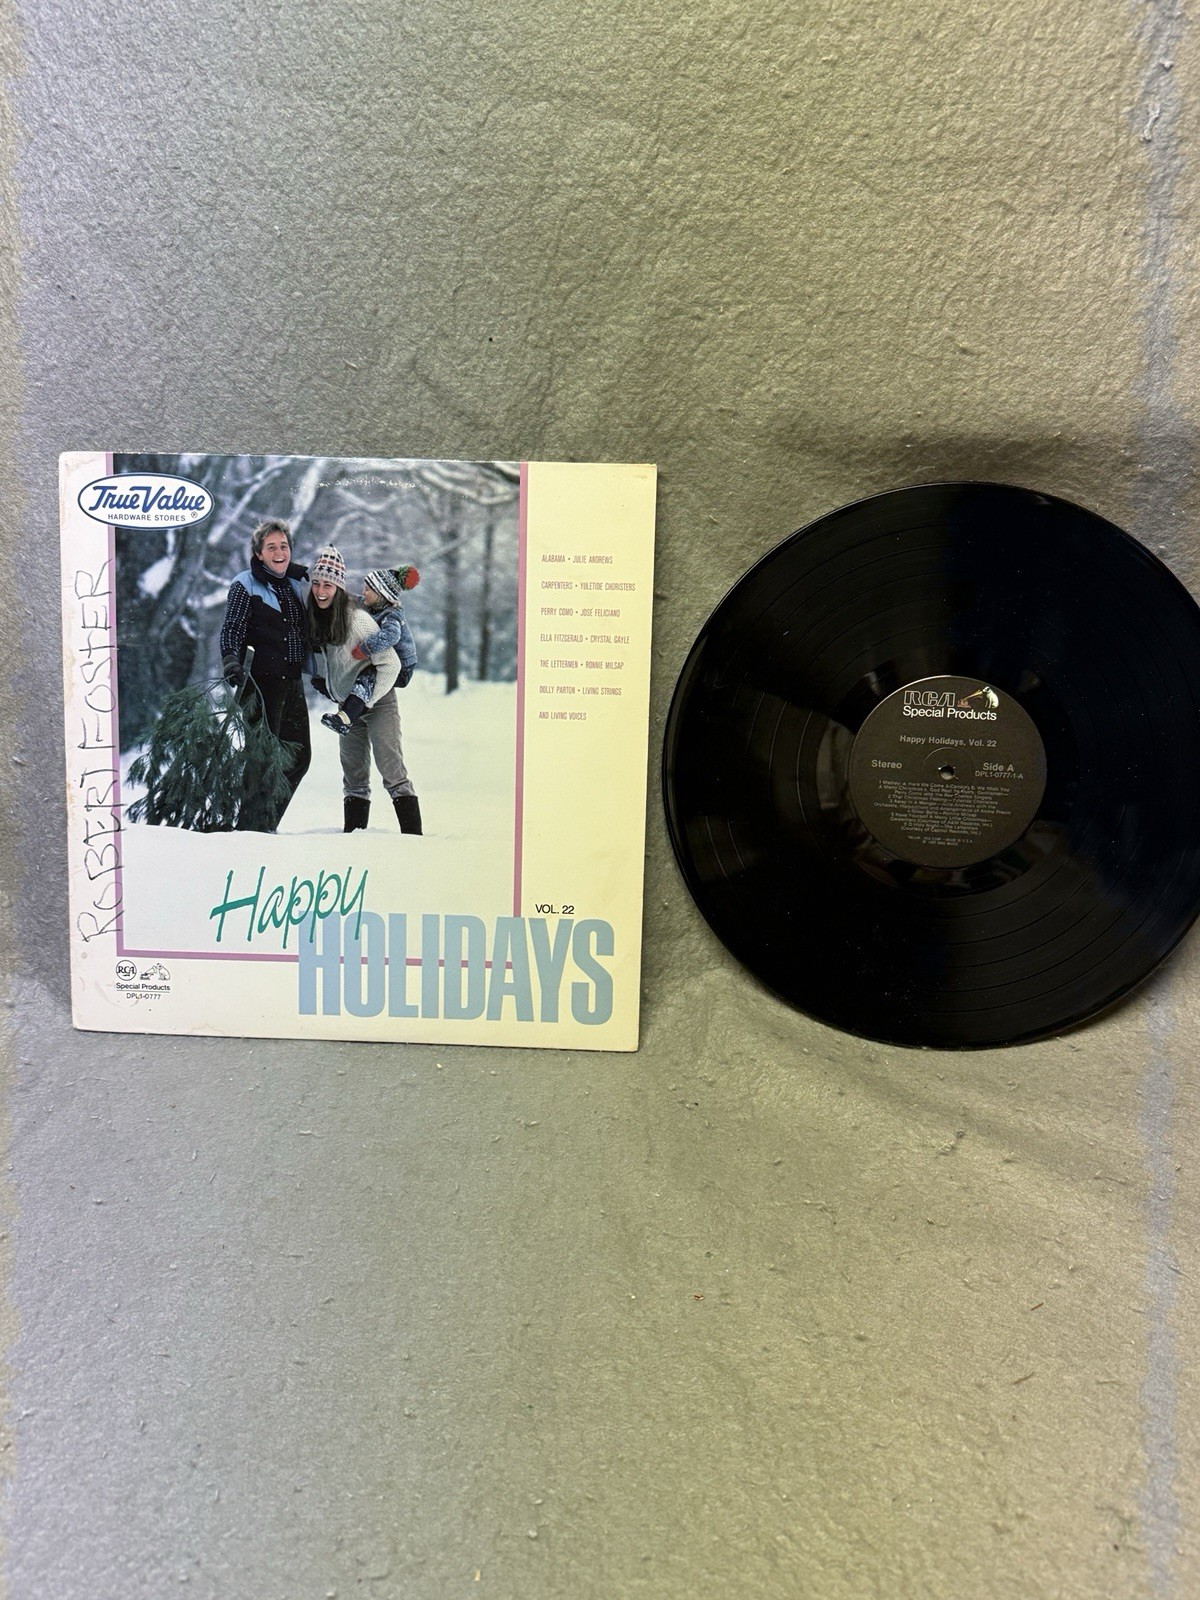 True Value
HARDWARE STORES ®
ROBERT FOSTER
ALABAMA • JULIE ANDREWS
CARPENTERS • YULETIDE CHORISTERS
PERRY COMO • JOSE FELICIANO
ELLA FITZGERALD • CRYSTAL GAYLE
THE LETTERMEN • RONNIE MILSAP
DOLLY PARTON • LIVING STRINGS
AND LIVING VOICES
Happy
VOL. 22
HOLIDAYS
RCA
Special Products
DPL1-0777
RCA
Special Products
Happy Holidays, Vol. 22
Stereo
Side A
DPL1-0777-1-A